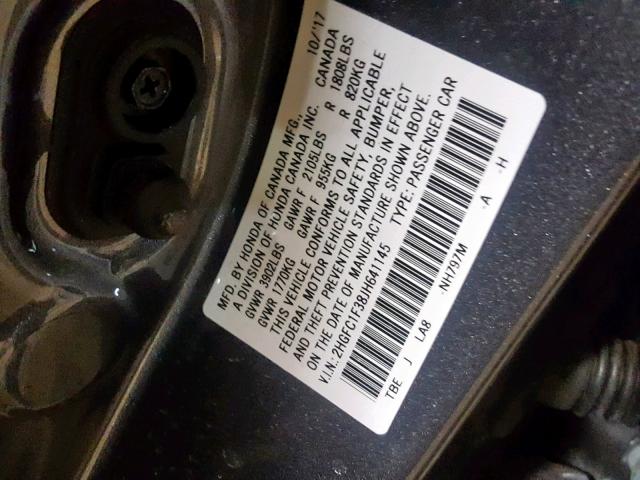 MFD. BY HONDA OF CANADA MFG., 10/'17
A DIVISION OF HONDA CANADA INC. CANADA
GVWR 3902LBS GAWR F 2105LBS R 1808LBS
GVWR 1770KG GAWR F 955KG R 820KG
THIS VEHICLE CONFORMS TO ALL APPLICABLE
FEDERAL MOTOR VEHICLE SAFETY, BUMPER,
AND THEFT PREVENTION STANDARDS IN EFFECT
ON THE DATE OF MANUFACTURE SHOWN ABOVE.
V.I.N.: 2HGFC1F38JH641145 TYPE: PASSENGER CAR
TBE J LA8 -NH797M -A -H